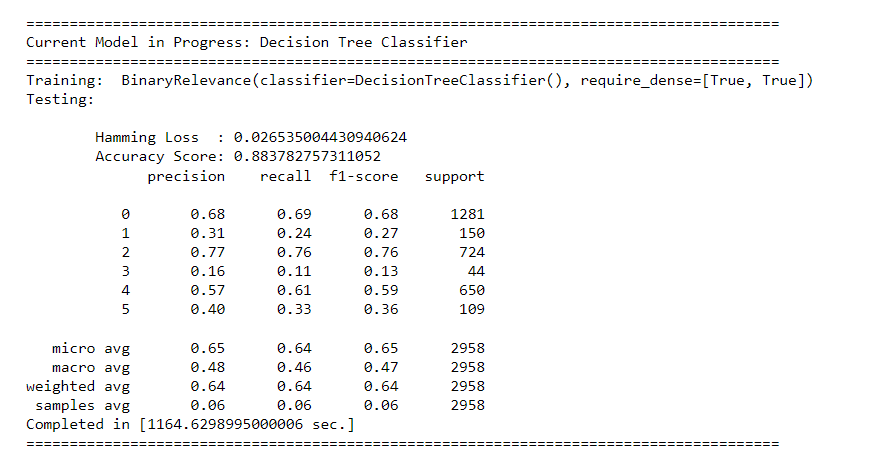 =======================================================================================
Current Model in Progress: Decision Tree Classifier
=======================================================================================
Training:  BinaryRelevance(classifier=DecisionTreeClassifier(), require_dense=[True, True])
Testing:
        Hamming Loss  : 0.026535004430940624
        Accuracy Score: 0.883782757311052
              precision    recall  f1-score   support
           0       0.68      0.69      0.68      1281
           1       0.31      0.24      0.27       150
           2       0.77      0.76      0.76       724
           3       0.16      0.11      0.13        44
           4       0.57      0.61      0.59       650
           5       0.40      0.33      0.36       109
   micro avg       0.65      0.64      0.65      2958
   macro avg       0.48      0.46      0.47      2958
weighted avg       0.64      0.64      0.64      2958
 samples avg       0.06      0.06      0.06      2958
Completed in [1164.6298995000006 sec.]
=======================================================================================